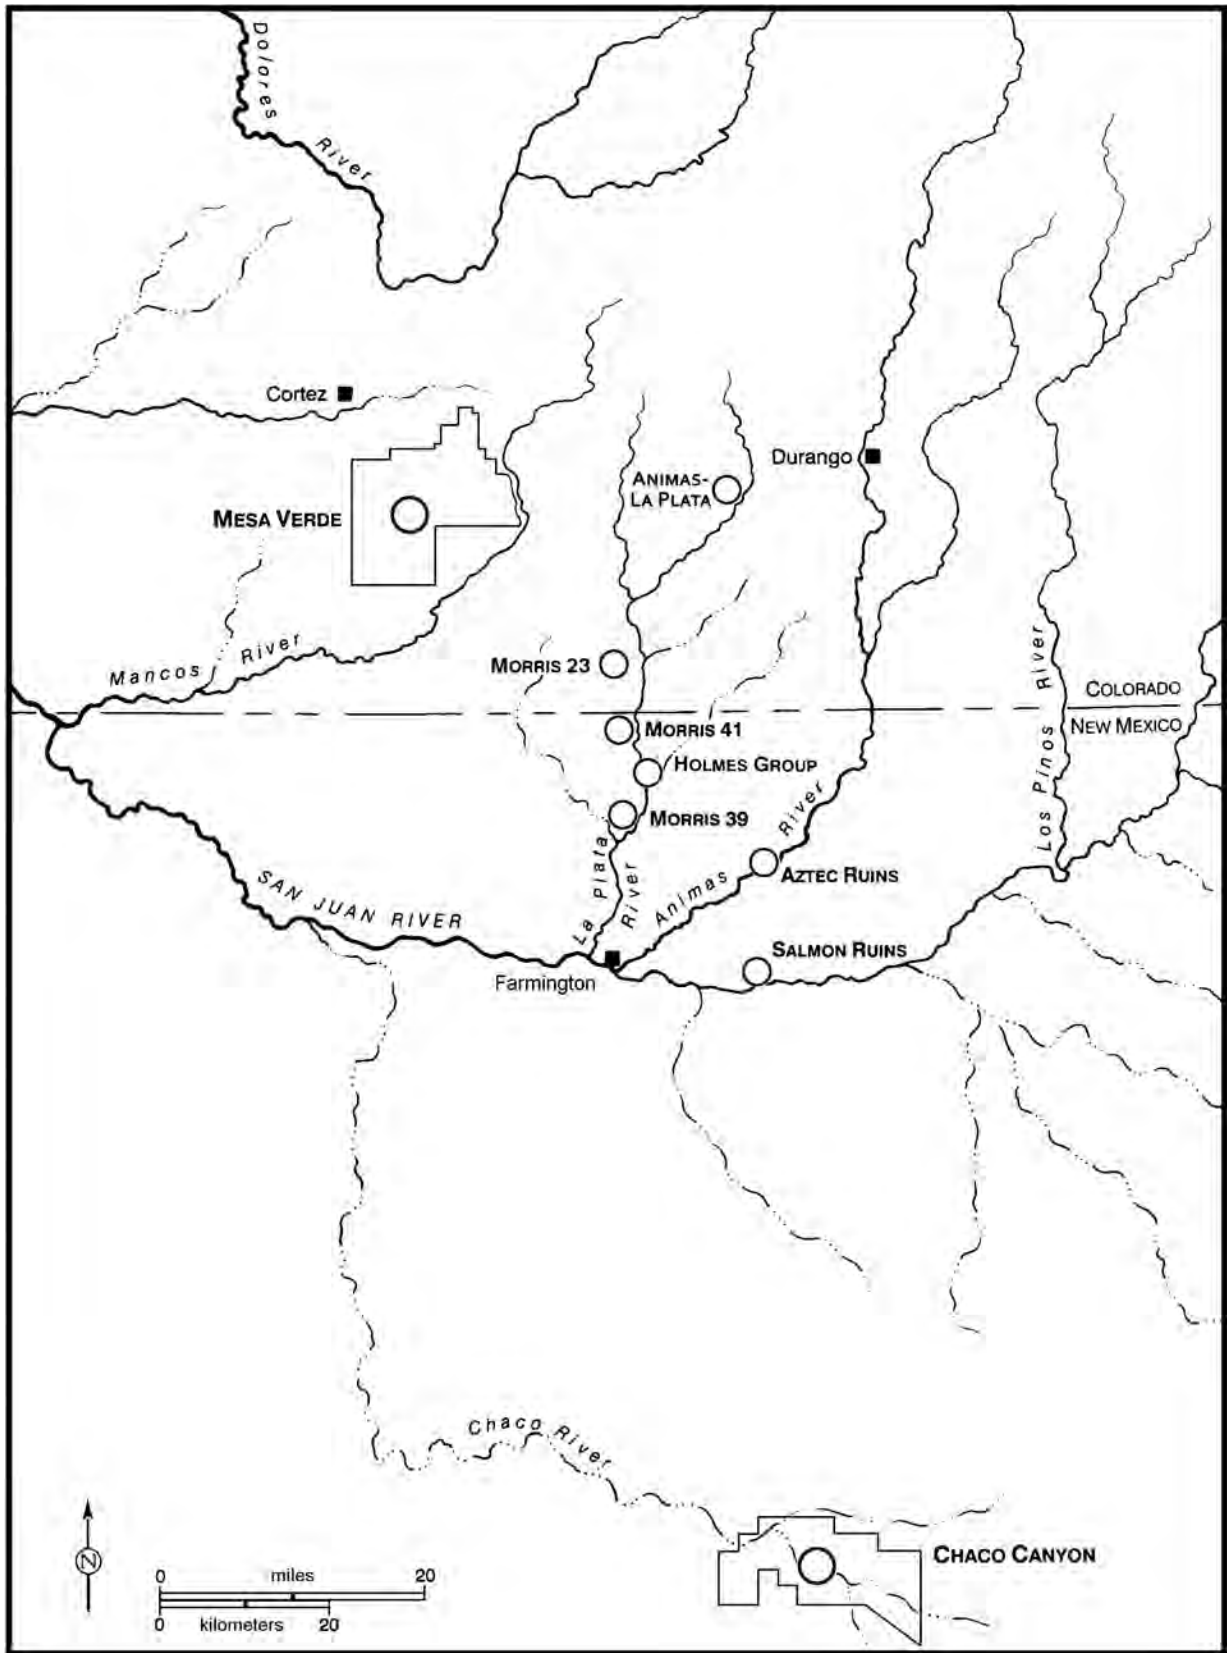 Dolores
River
Cortez
Durango
ANIMAS-
LA PLATA
MESA VERDE
Mancos River
MORRIS 23
Los Pinos River
COLORADO
NEW MEXICO
MORRIS 41
HOLMES GROUP
MORRIS 39
La Plata
River
Animas River
AZTEC RUINS
SAN JUAN RIVER
SALMON RUINS
Farmington
Chaco River
CHACO CANYON
N
0 miles 20
0 kilometers 20